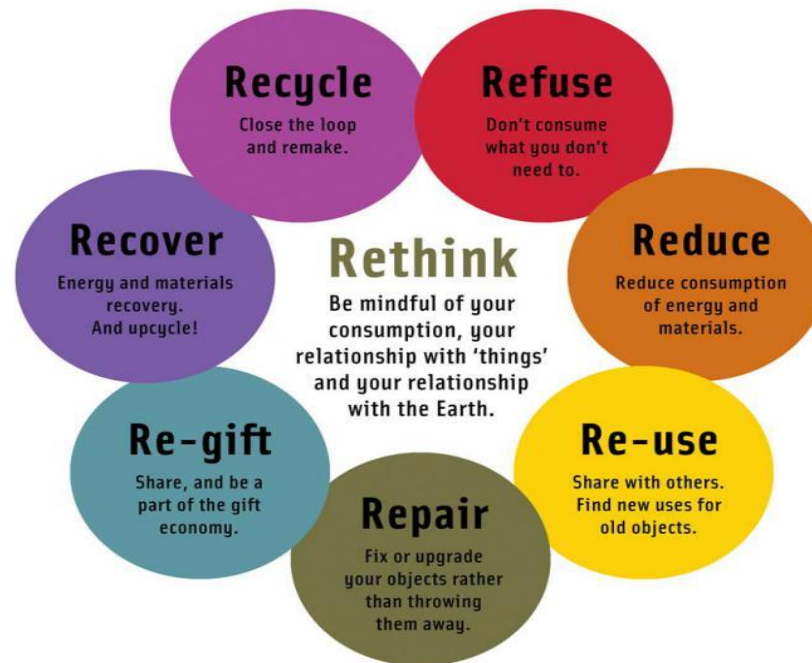 Recycle
Close the loop
and remake.
Refuse
Don't consume
what you don't
need to.
Recover
Energy and materials
recovery.
And upcycle!
Rethink
Be mindful of your
consumption, your
relationship with 'things'
and your relationship
with the Earth.
Reduce
Reduce consumption
of energy and
materials.
Re-gift
Share, and be a
part of the gift
economy.
Repair
Fix or upgrade
your objects rather
than throwing
them away.
Re-use
Share with others.
Find new uses for
old objects.